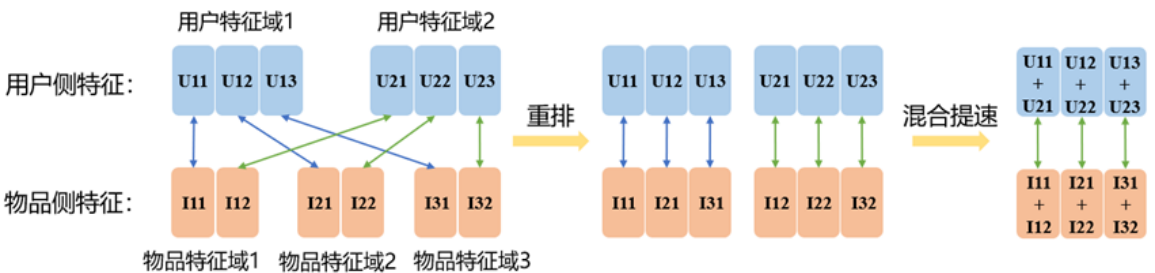 用户特征域1 用户特征域2
用户侧特征： U11 U12 U13 U21 U22 U23
重排
U11 U12 U13 U21 U22 U23
混合提速
U11 U12 U13
+ + +
U21 U22 U23
物品侧特征： I11 I12 I21 I22 I31 I32
I11 I21 I31 I12 I22 I32
I11 I21 I31
+ + +
I12 I22 I32
物品特征域1 物品特征域2 物品特征域3